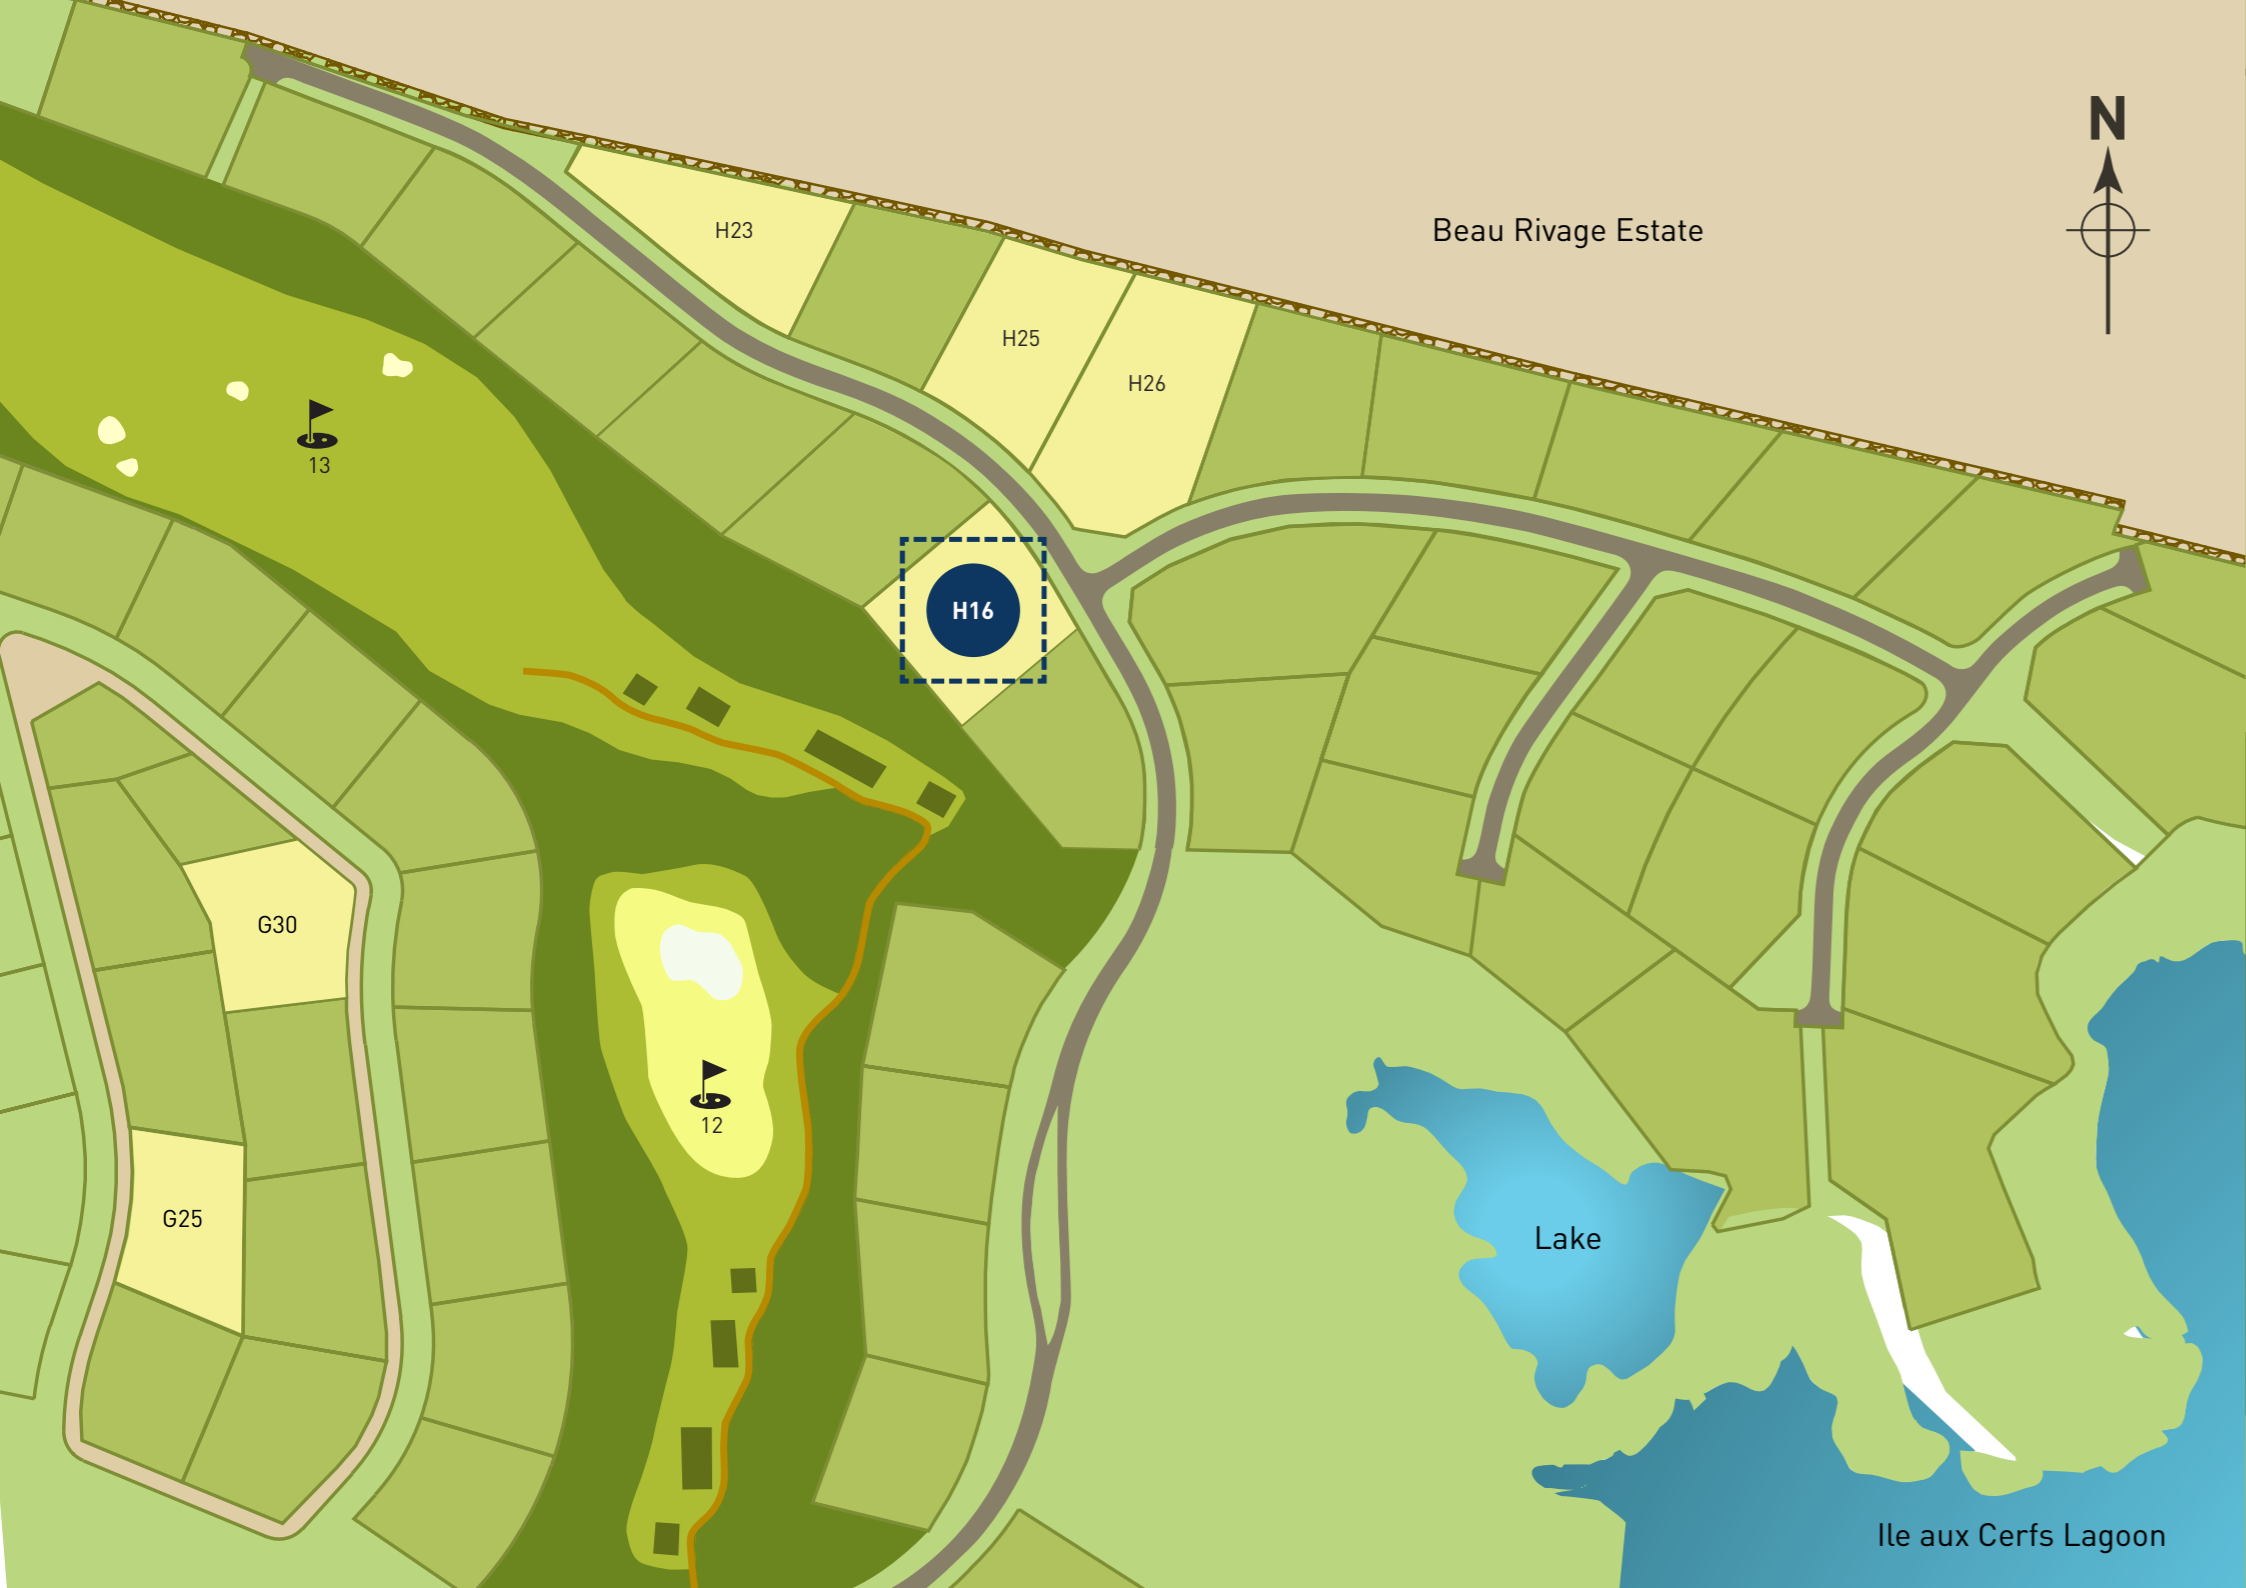 N
Beau Rivage Estate
H23
H25
H26
13
H16
G30
12
G25
Lake
Ile aux Cerfs Lagoon